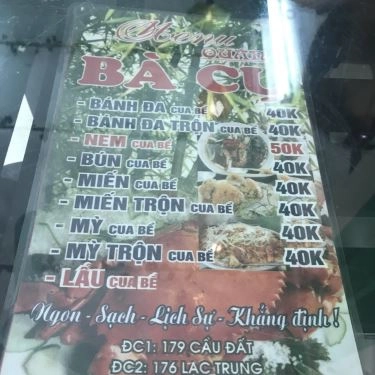 Menu
BÀ CỤ
- BÁNH ĐA CUA BỂ 40K
- BÁNH ĐA TRỘN CUA BỂ 40K
- NEM CUA BỂ 50K
- BÚN CUA BỂ 40K
- MIẾN CUA BỂ 40K
- MIẾN TRỘN CUA BỂ 40K
- MỲ CUA BỂ 40K
- MỲ TRỘN CUA BỂ 40K
- LẨU CUA BỂ
Ngon - Sạch - Lịch Sự - Khẳng định !
ĐC1: 179 CẦU ĐẤT
ĐC2: 176 LẠC TRUNG